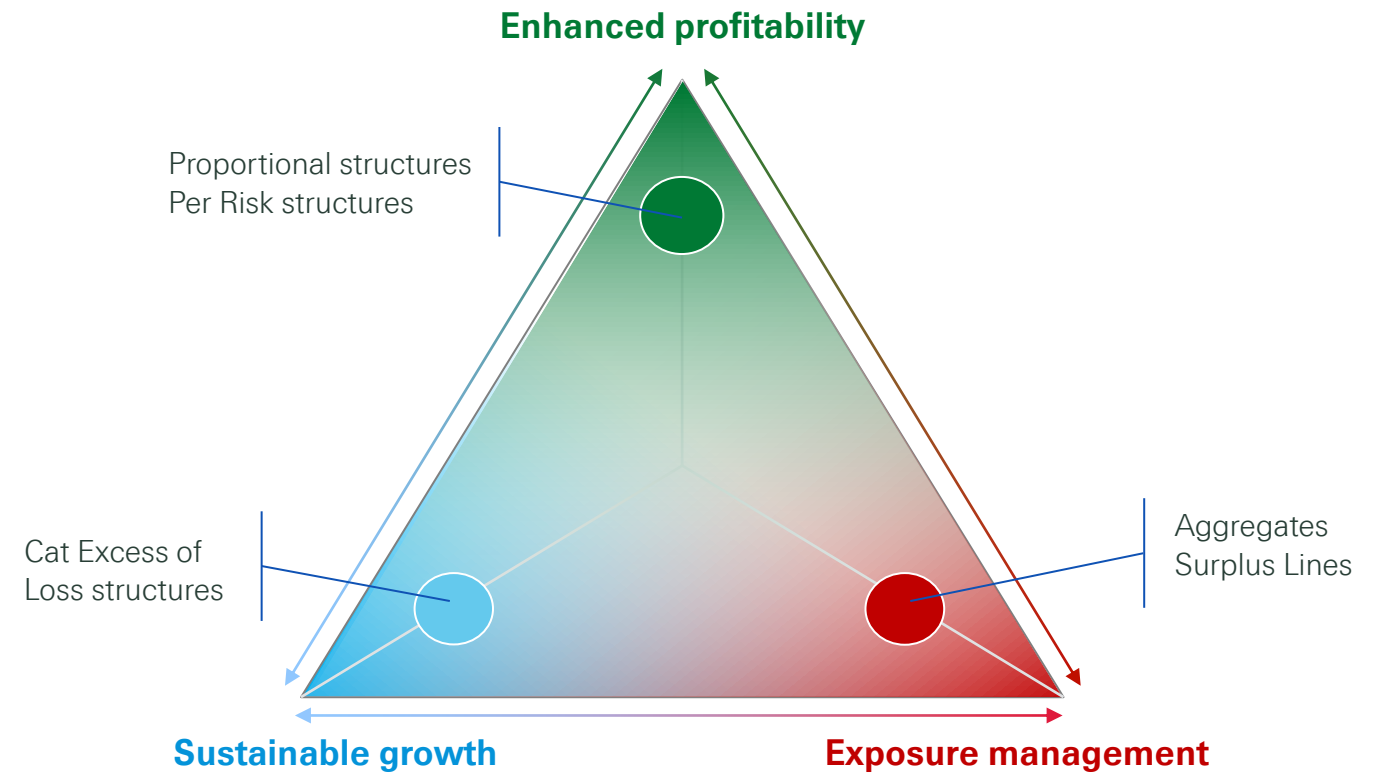 Enhanced profitability
Proportional structures
Per Risk structures
Cat Excess of
Loss structures
Aggregates
Surplus Lines
Sustainable growth
Exposure management